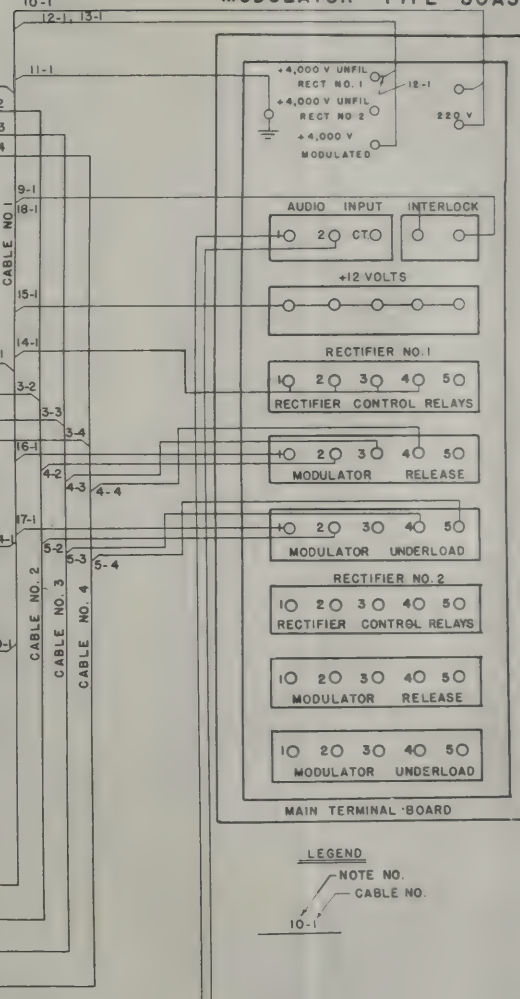 10-1
MODULATOR TYPE 50AS
12-1, 13-1
11-1
+4,000 V UNFIL
RECT NO. 1
12-1
+4,000 V UNFIL
RECT NO 2
220 V
+4,000 V
MODULATED
2
3
4
9-1
18-1
CABLE NO. 1
AUDIO INPUT
INTERLOCK
1 2 CT.
+12 VOLTS
15-1
14-1
RECTIFIER NO. 1
1 2 3 4 5
RECTIFIER CONTROL RELAYS
3-2
3-3
3-4
16-1
1 2 3 4 5
MODULATOR RELEASE
4-2
4-3
4-4
17-1
1 2 3 4 5
MODULATOR UNDERLOAD
5-2
5-3
5-4
CABLE NO. 2
CABLE NO. 3
CABLE NO. 4
RECTIFIER NO. 2
1 2 3 4 5
RECTIFIER CONTROL RELAYS
1 2 3 4 5
MODULATOR RELEASE
1 2 3 4 5
MODULATOR UNDERLOAD
MAIN TERMINAL BOARD
LEGEND
NOTE NO.
CABLE NO.
10-1